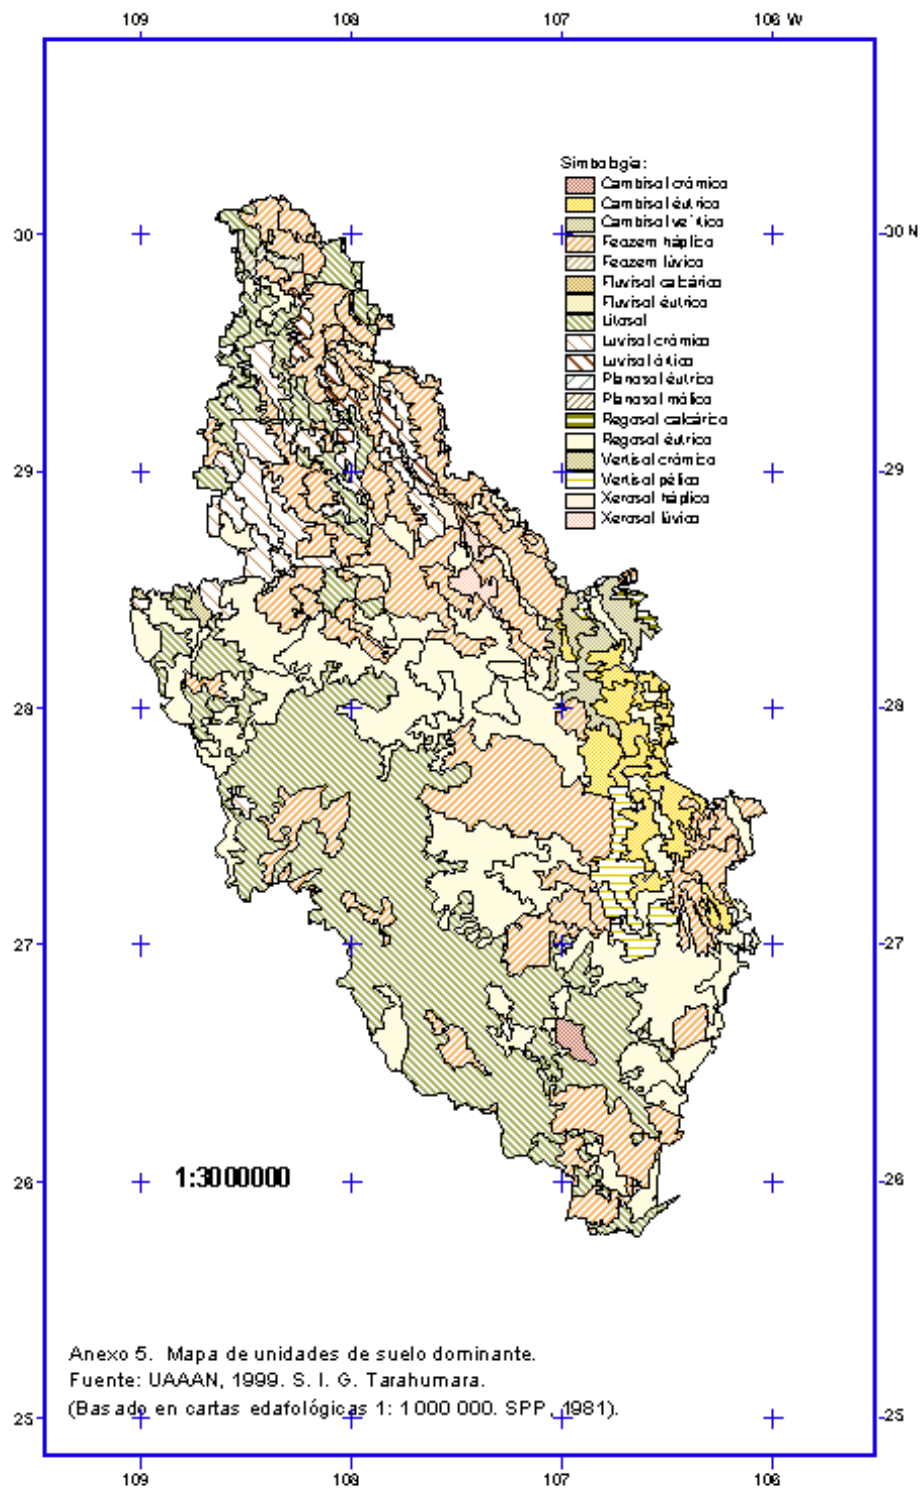 109 108 107 106 W
Simbología:
Cambisol crómico
Cambisol éutrico
Cambisol vértico
Feozem háplico
Feozem lúvico
Fluvisol calcárico
Fluvisol éutrico
Litosol
Luvisol crómico
Luvisol órtico
Planosol éutrico
Planosol mólico
Regosol calcárico
Regosol éutrico
Vertisol crómico
Vertisol pélico
Xerosol háplico
Xerosol lúvico
30 30 N
29 29
28 28
27 27
26 26
1:3000000
Anexo 5. Mapa de unidades de suelo dominante.
Fuente: UAAAN, 1999. S. I. G. Tarahumara.
(Basado en cartas edafológicas 1: 1 000 000. SPP, 1981).
25 25
109 108 107 106